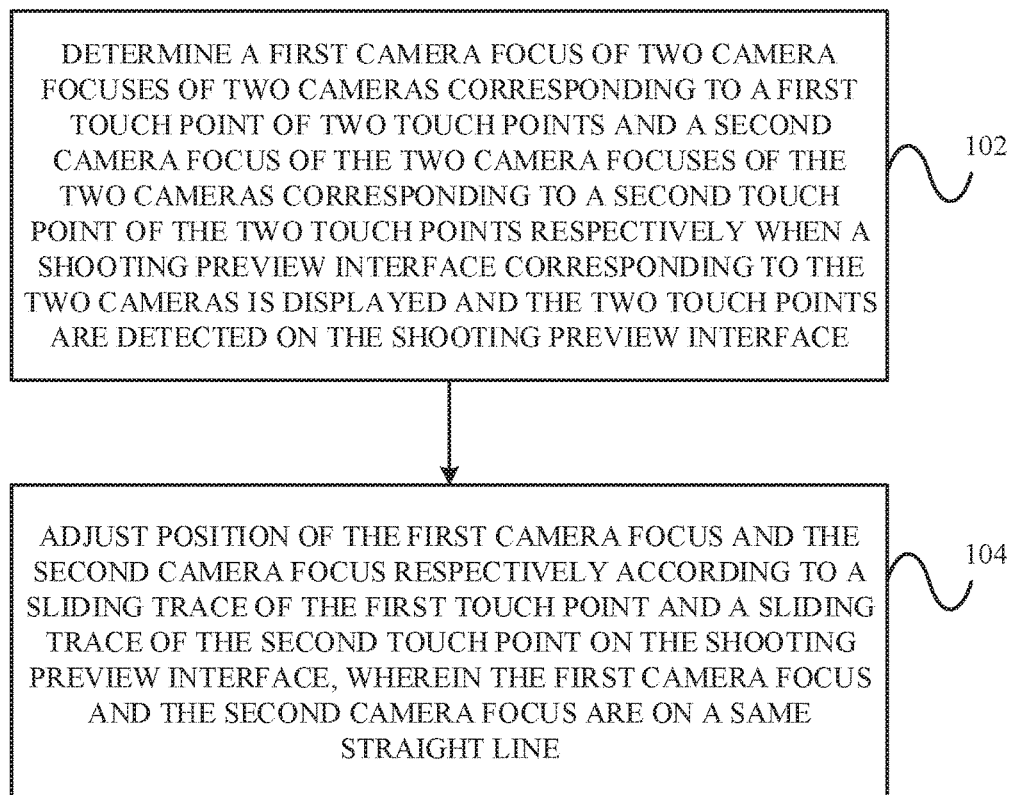 DETERMINE A FIRST CAMERA FOCUS OF TWO CAMERA
FOCUSES OF TWO CAMERAS CORRESPONDING TO A FIRST
TOUCH POINT OF TWO TOUCH POINTS AND A SECOND
CAMERA FOCUS OF THE TWO CAMERA FOCUSES OF THE
TWO CAMERAS CORRESPONDING TO A SECOND TOUCH
POINT OF THE TWO TOUCH POINTS RESPECTIVELY WHEN A
SHOOTING PREVIEW INTERFACE CORRESPONDING TO THE
TWO CAMERAS IS DISPLAYED AND THE TWO TOUCH POINTS
ARE DETECTED ON THE SHOOTING PREVIEW INTERFACE
102
ADJUST POSITION OF THE FIRST CAMERA FOCUS AND THE
SECOND CAMERA FOCUS RESPECTIVELY ACCORDING TO A
SLIDING TRACE OF THE FIRST TOUCH POINT AND A SLIDING
TRACE OF THE SECOND TOUCH POINT ON THE SHOOTING
PREVIEW INTERFACE, WHEREIN THE FIRST CAMERA FOCUS
AND THE SECOND CAMERA FOCUS ARE ON A SAME
STRAIGHT LINE
104